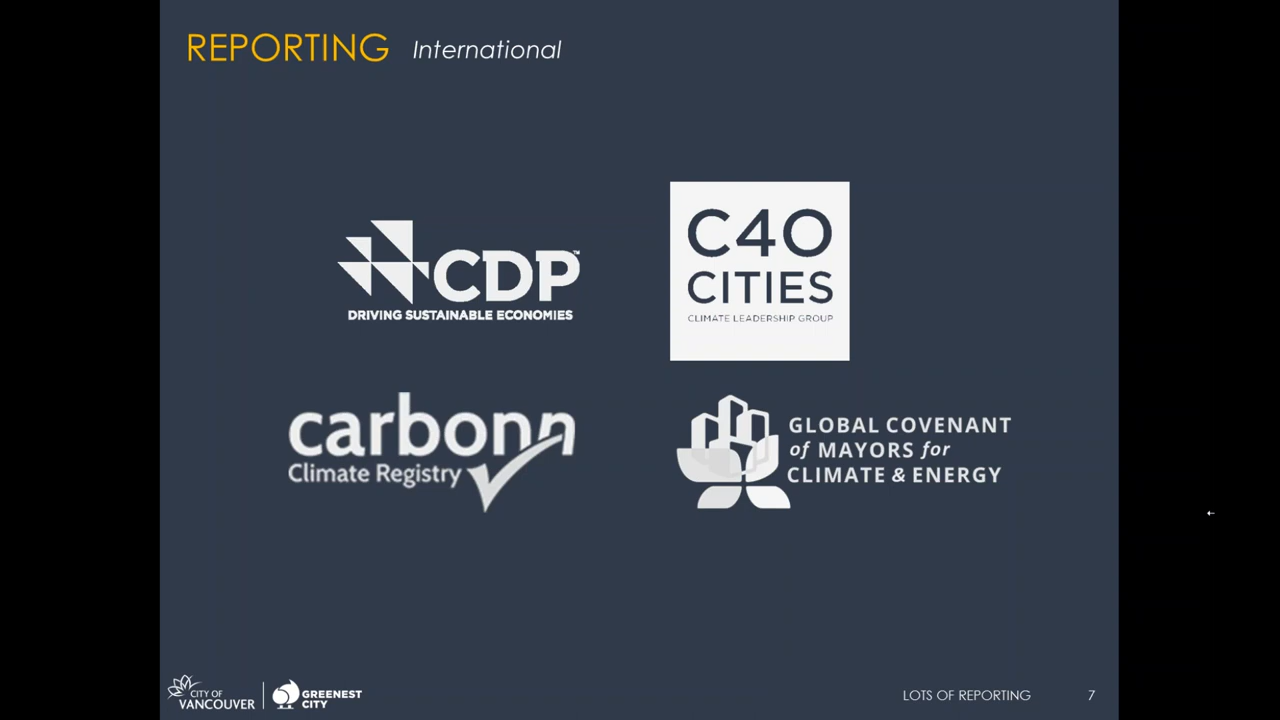 REPORTING International
CDP™
DRIVING SUSTAINABLE ECONOMIES
C40
CITIES
CLIMATE LEADERSHIP GROUP
carbonn
Climate Registry
GLOBAL COVENANT
of MAYORS for
CLIMATE & ENERGY
CITY OF
VANCOUVER
GREENEST
CITY
LOTS OF REPORTING 7